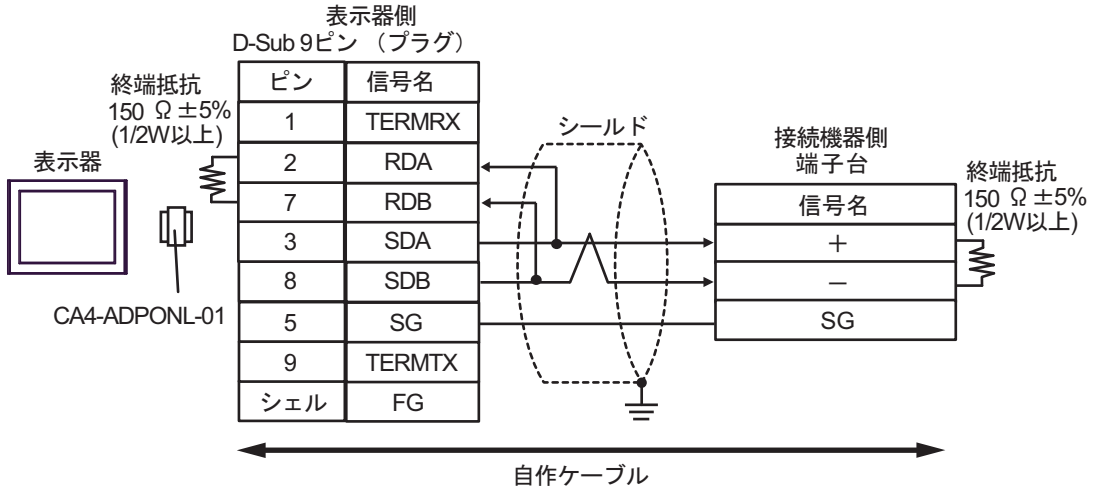 表示器側
D-Sub 9ピン （プラグ）
終端抵抗
150 Ω ±5%
(1/2W以上)
表示器
CA4-ADPONL-01
ピン 信号名
1 TERMRX
2 RDA
7 RDB
3 SDA
8 SDB
5 SG
9 TERMTX
シェル FG
シールド
接続機器側
端子台
信号名
+
−
SG
終端抵抗
150 Ω ±5%
(1/2W以上)
自作ケーブル